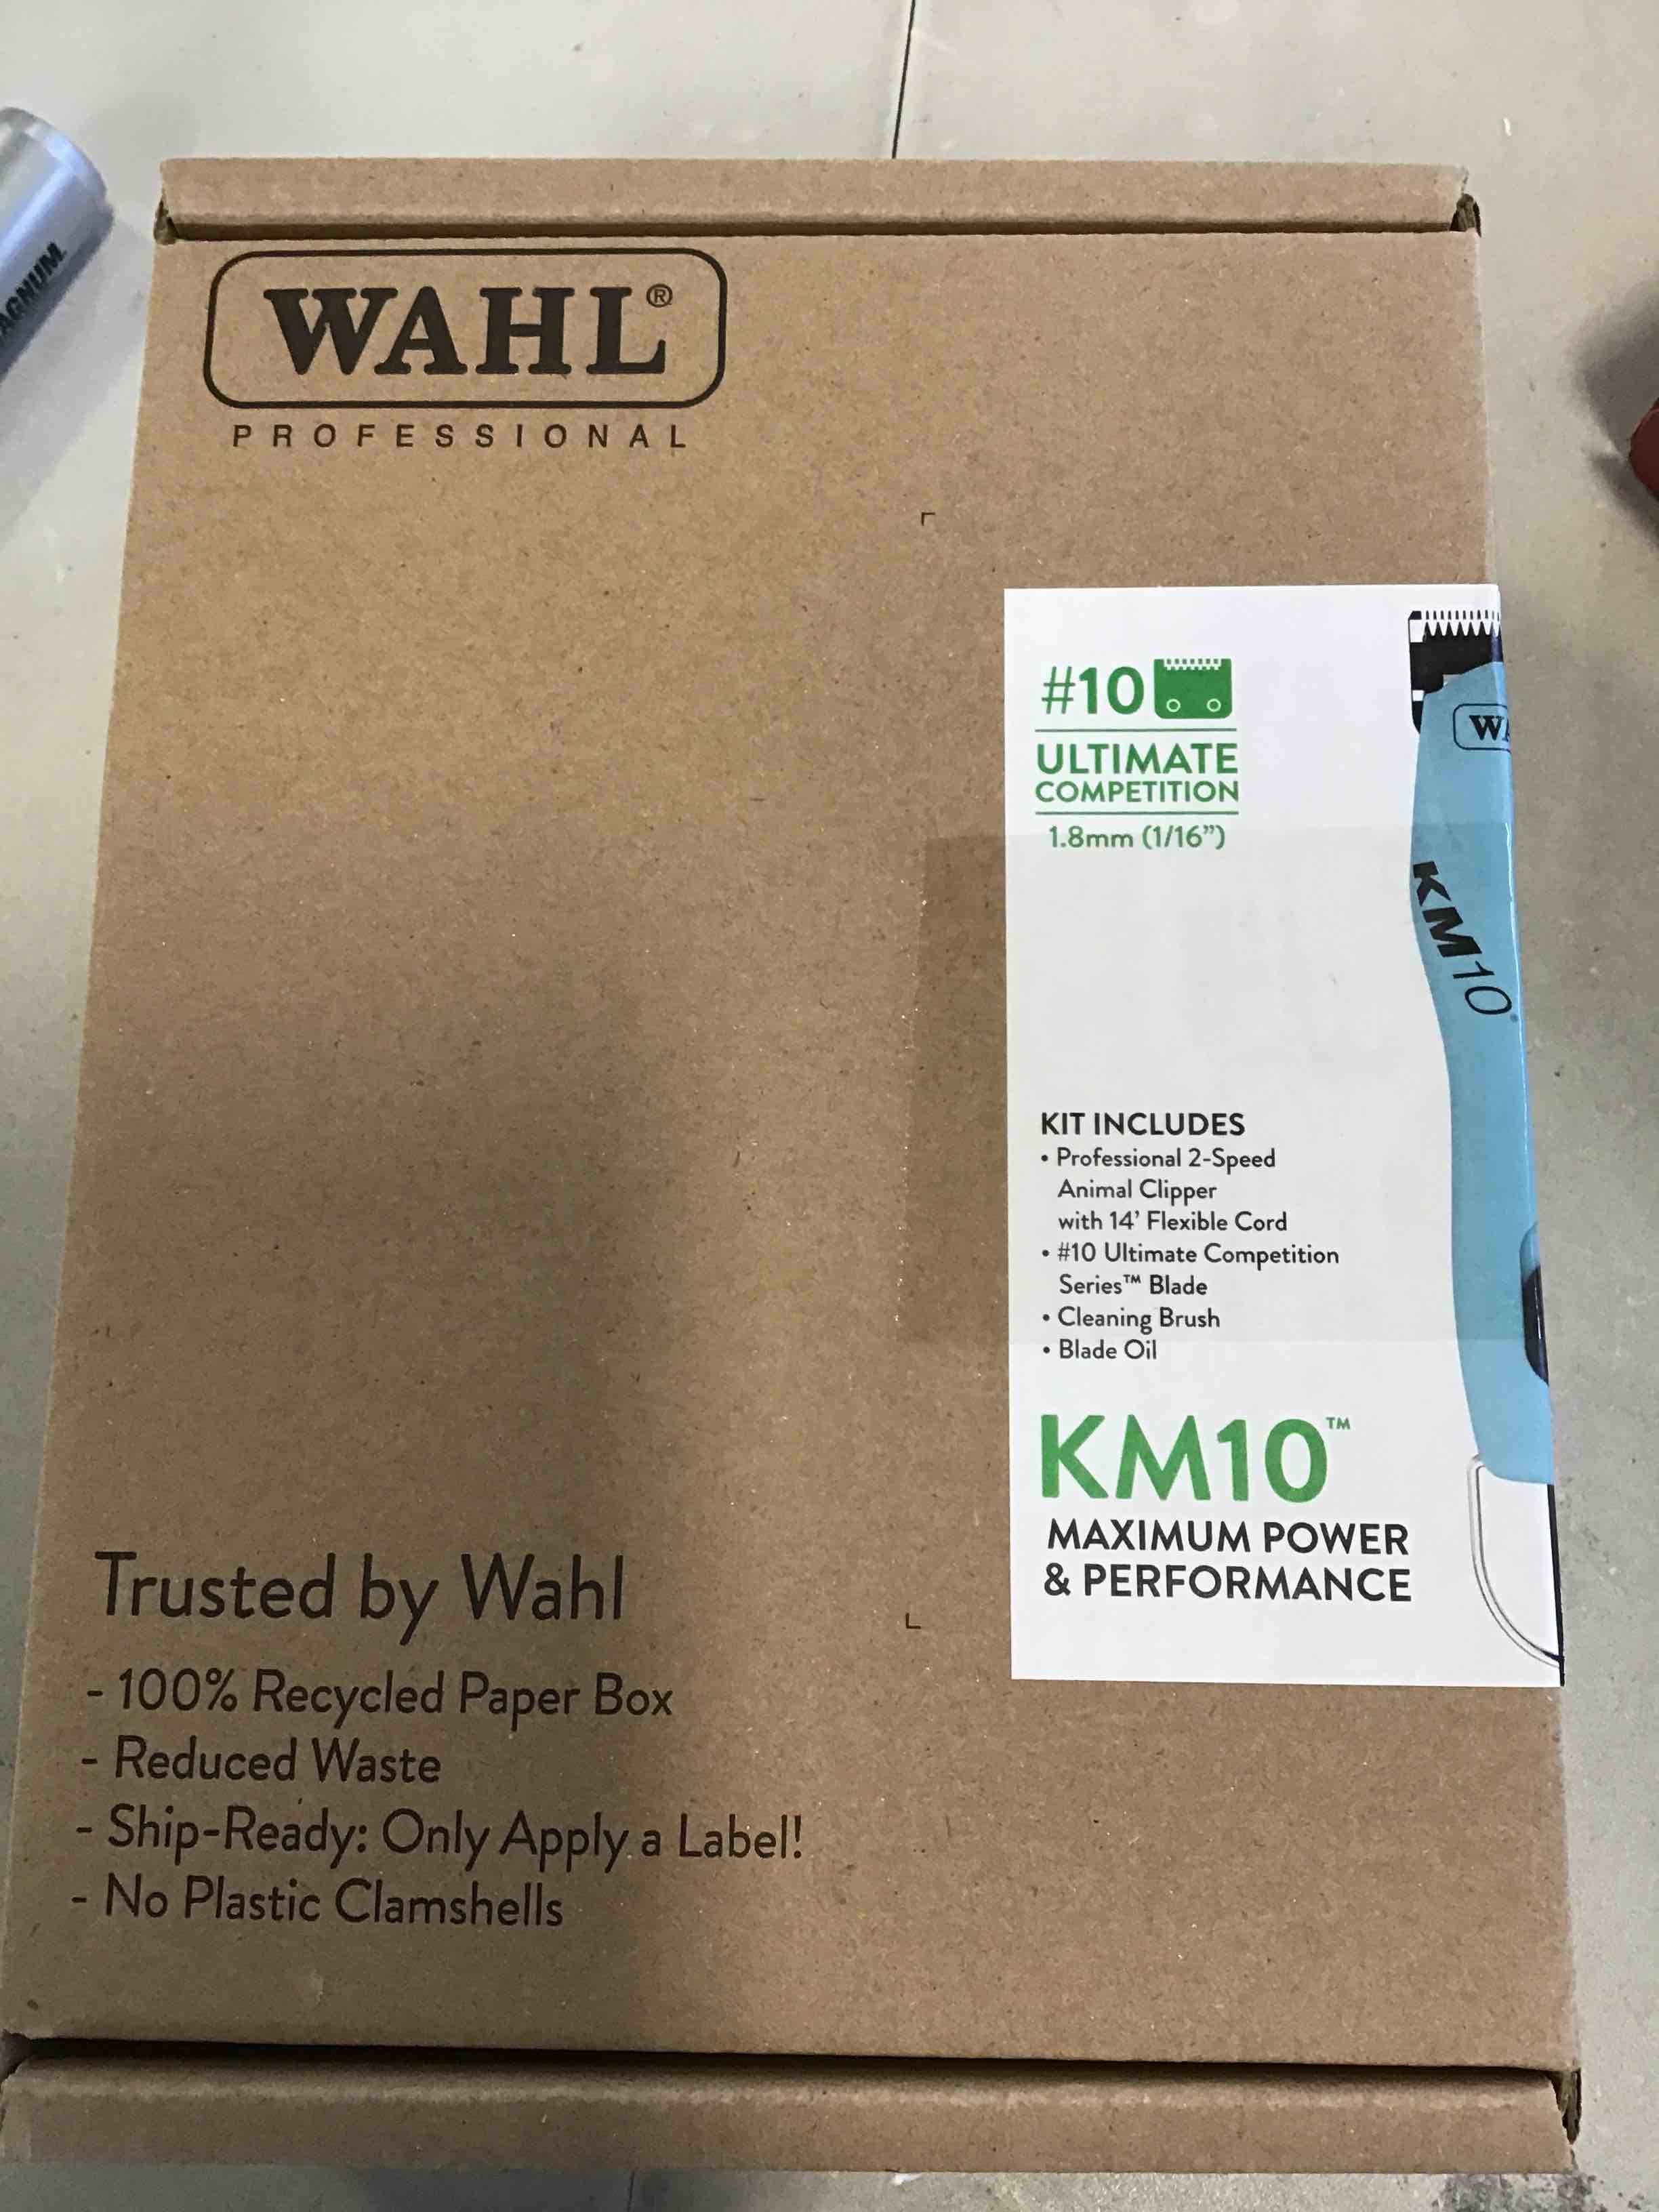 AGNUM
WAHL®
PROFESSIONAL
#10
ULTIMATE
COMPETITION
1.8mm (1/16”)
WA
KM10
KIT INCLUDES
• Professional 2-Speed
Animal Clipper
with 14’ Flexible Cord
• #10 Ultimate Competition
Series™ Blade
• Cleaning Brush
• Blade Oil
KM10™
MAXIMUM POWER
& PERFORMANCE
Trusted by Wahl
- 100% Recycled Paper Box
- Reduced Waste
- Ship-Ready: Only Apply a Label!
- No Plastic Clamshells